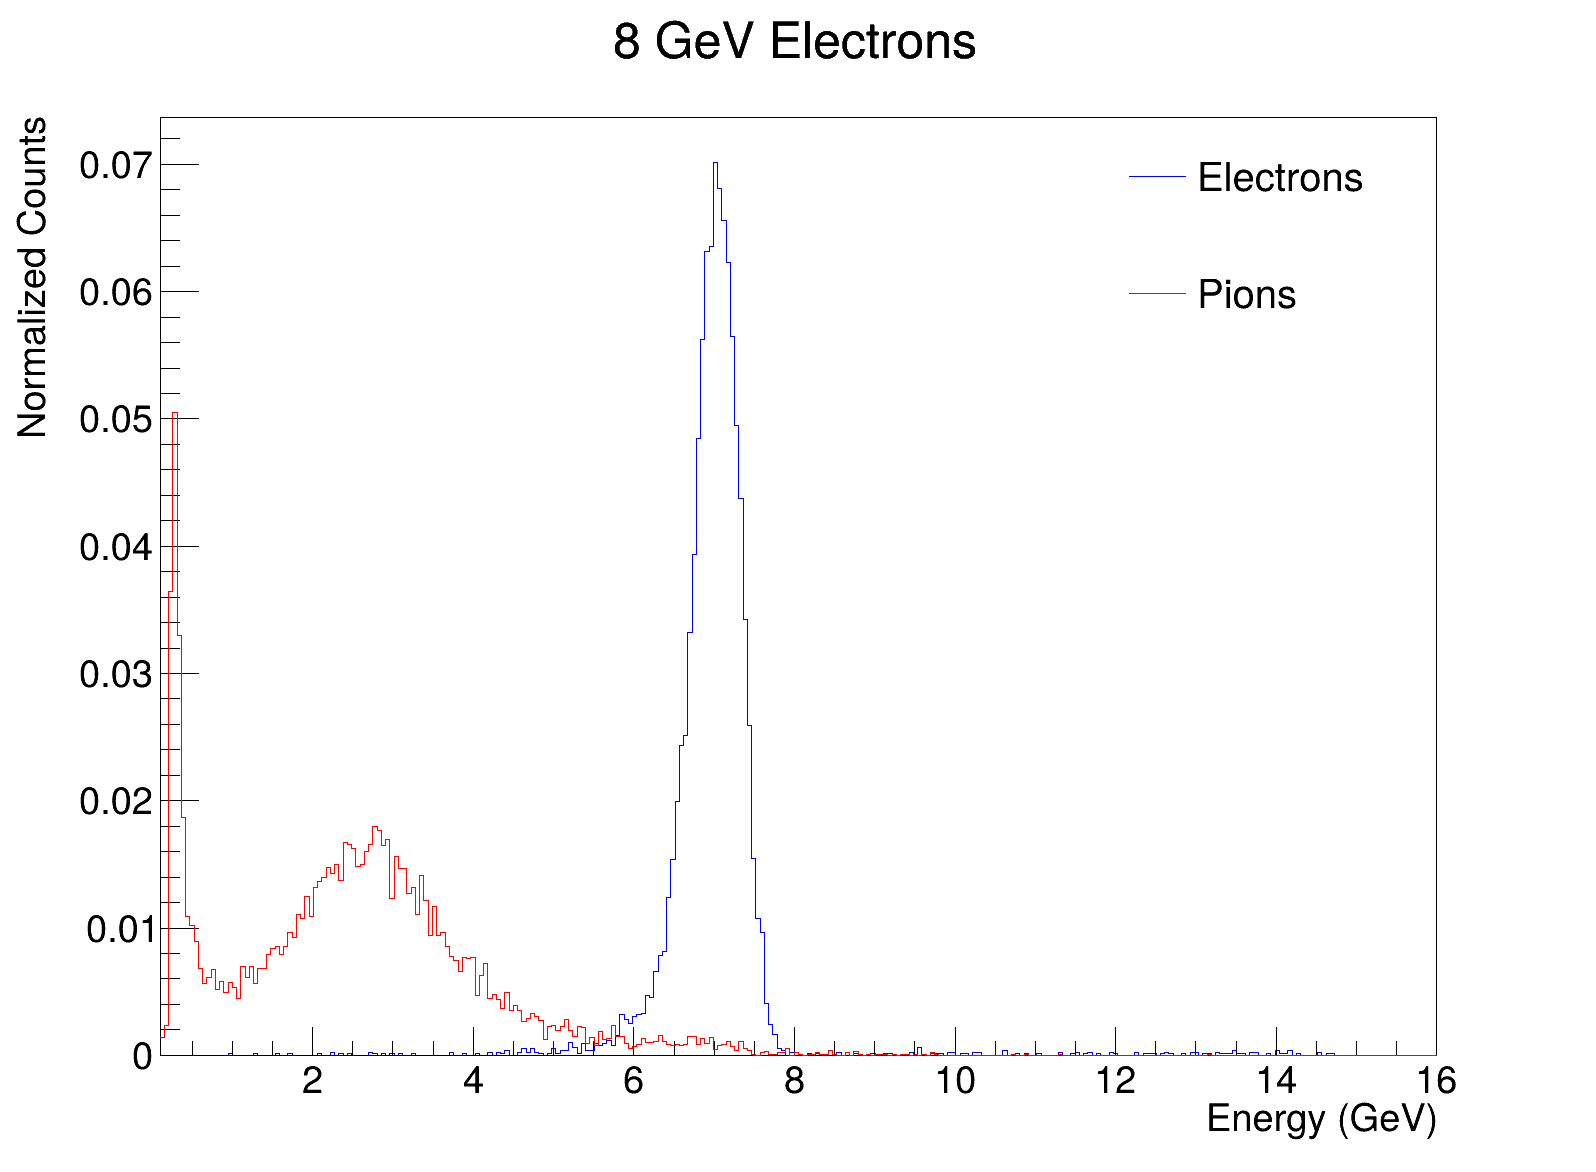 8 GeV Electrons
Normalized Counts
0.07
0.06
0.05
0.04
0.03
0.02
0.01
0
Electrons
Pions
2 4 6 8 10 12 14 16
Energy (GeV)